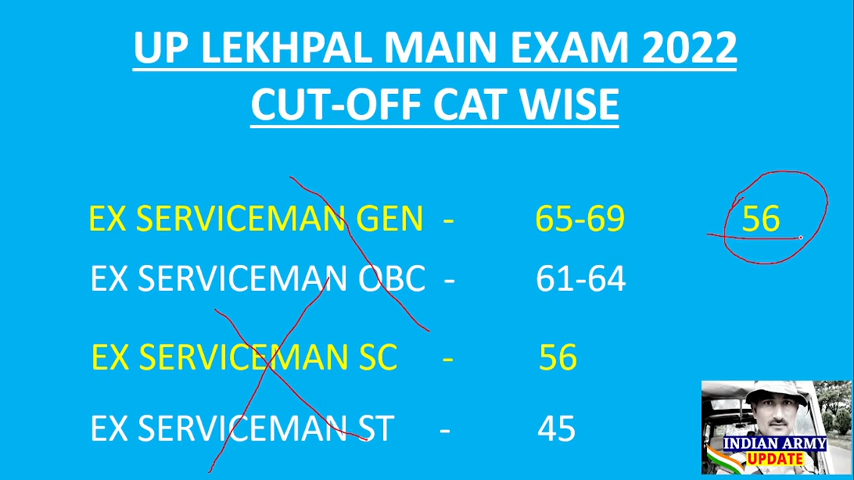 UP LEKHPAL MAIN EXAM 2022
CUT-OFF CAT WISE
EX SERVICEMAN GEN - 65-69 56
EX SERVICEMAN OBC - 61-64
EX SERVICEMAN SC - 56
EX SERVICEMAN ST - 45
INDIAN ARMY
UPDATE